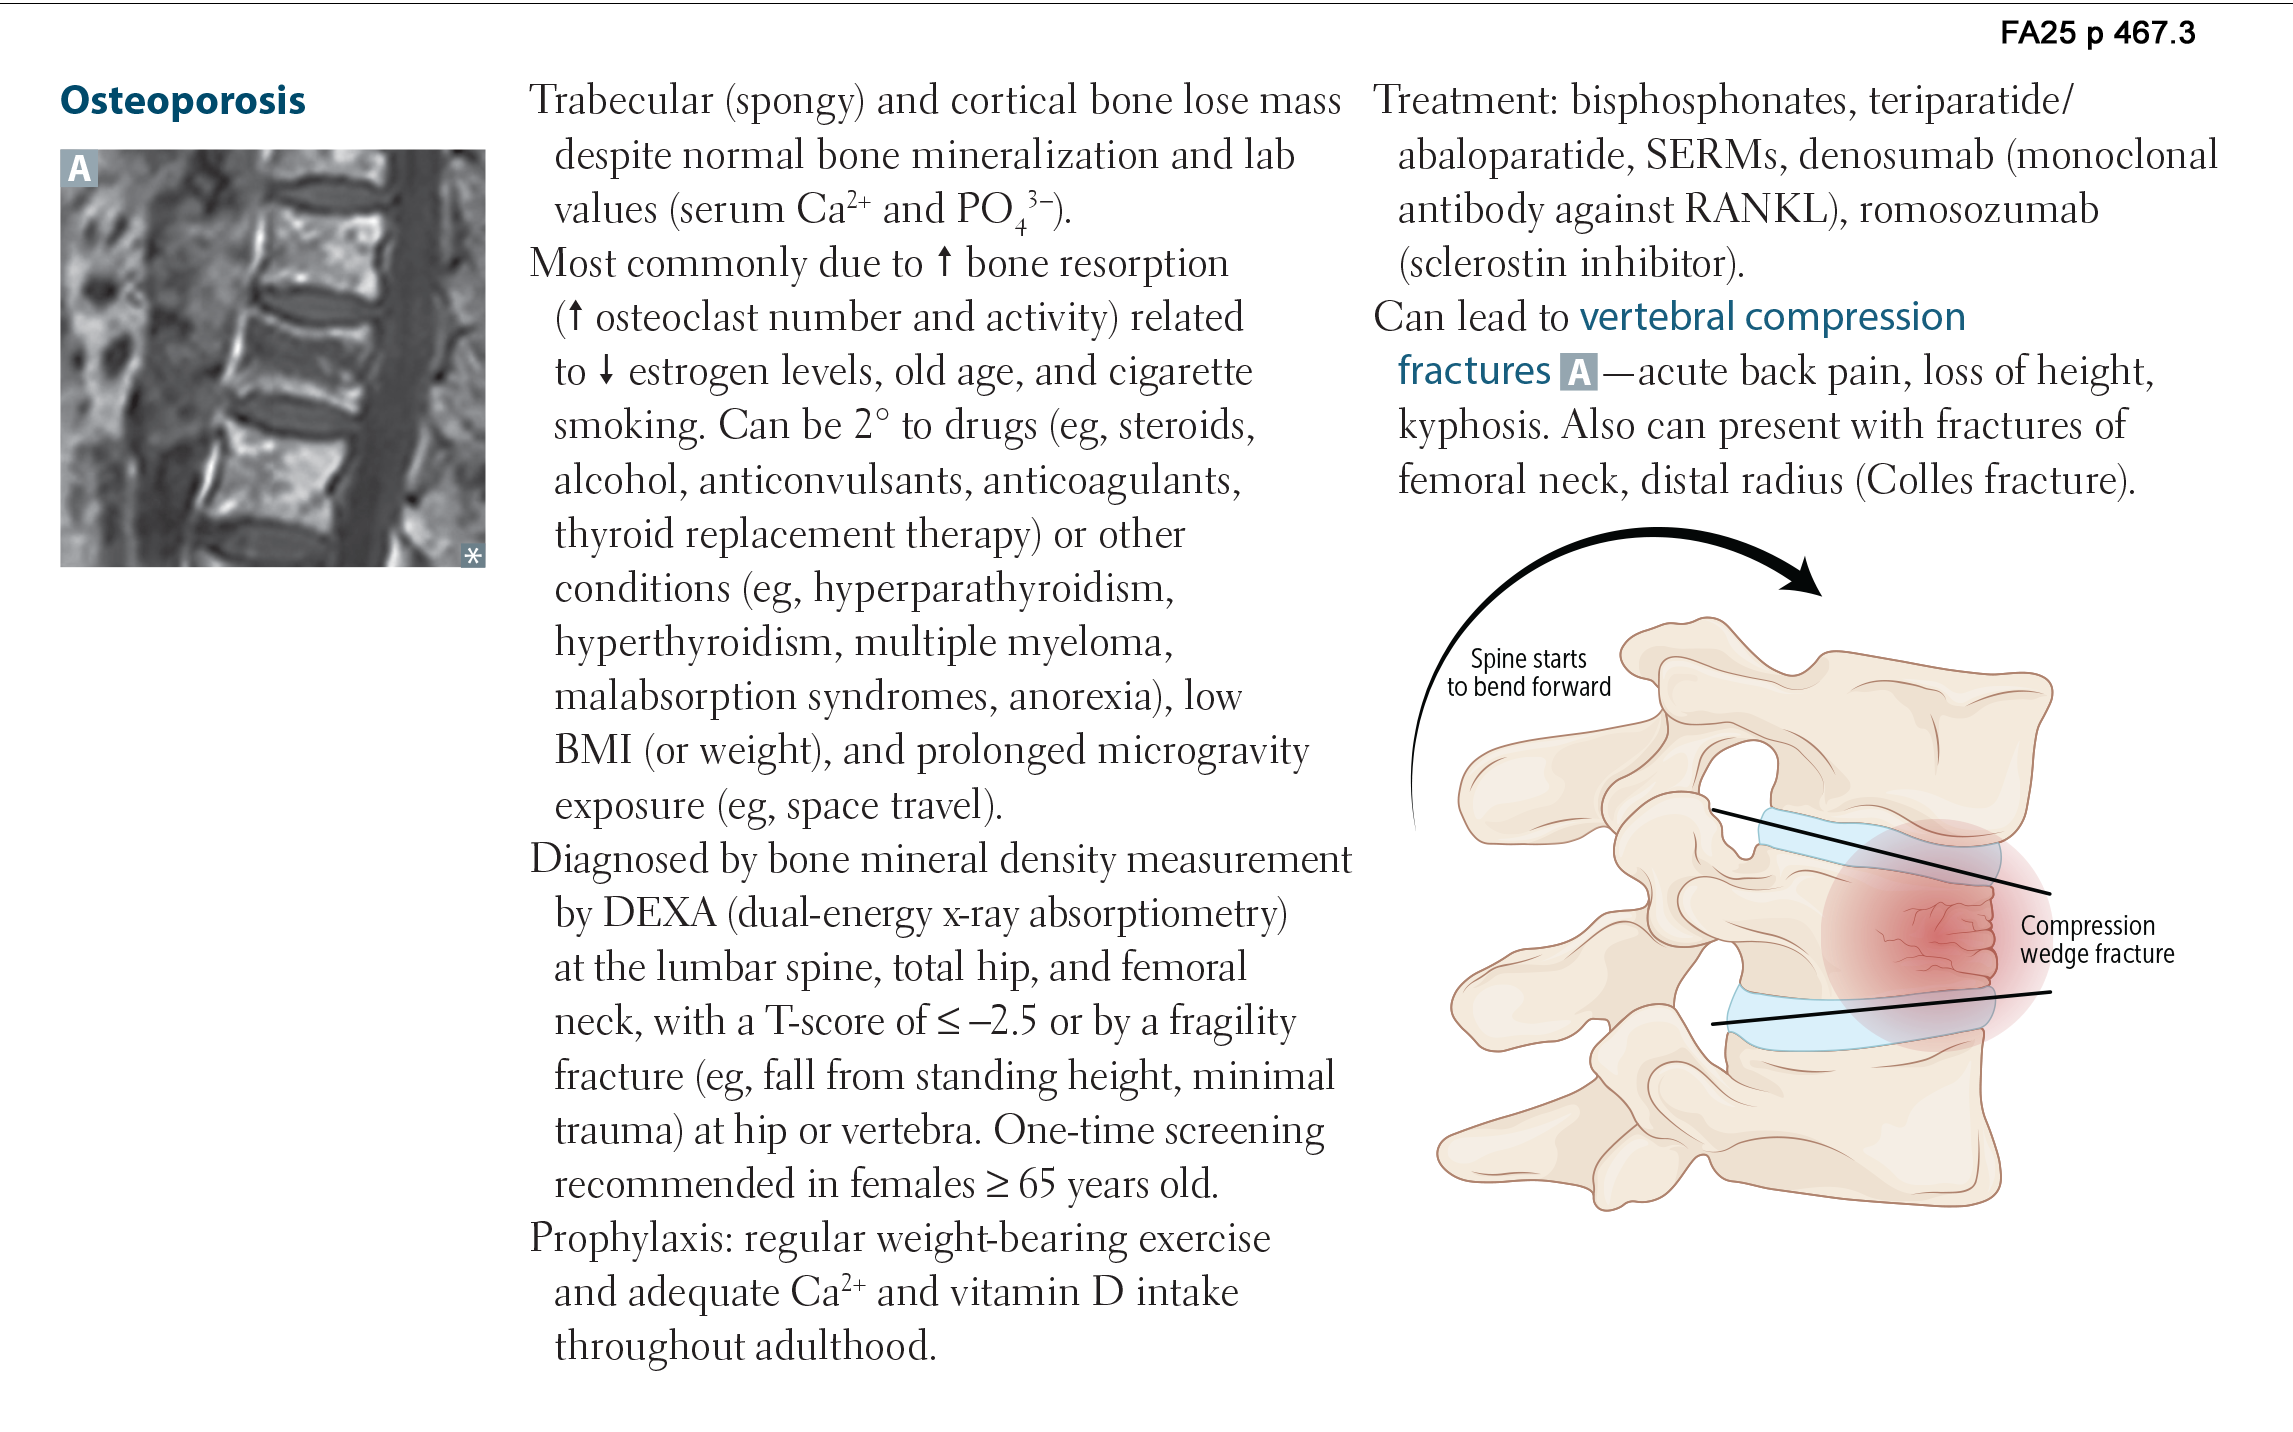 FA25 p 467.3
Osteoporosis
A
*
Trabecular (spongy) and cortical bone lose mass
despite normal bone mineralization and lab
values (serum Ca²⁺ and PO₄³⁻).
Most commonly due to ↑ bone resorption
(↑ osteoclast number and activity) related
to ↓ estrogen levels, old age, and cigarette
smoking. Can be 2° to drugs (eg, steroids,
alcohol, anticonvulsants, anticoagulants,
thyroid replacement therapy) or other
conditions (eg, hyperparathyroidism,
hyperthyroidism, multiple myeloma,
malabsorption syndromes, anorexia), low
BMI (or weight), and prolonged microgravity
exposure (eg, space travel).
Diagnosed by bone mineral density measurement
by DEXA (dual-energy x-ray absorptiometry)
at the lumbar spine, total hip, and femoral
neck, with a T-score of ≤ –2.5 or by a fragility
fracture (eg, fall from standing height, minimal
trauma) at hip or vertebra. One-time screening
recommended in females ≥ 65 years old.
Prophylaxis: regular weight-bearing exercise
and adequate Ca²⁺ and vitamin D intake
throughout adulthood.
Treatment: bisphosphonates, teriparatide/
abaloparatide, SERMs, denosumab (monoclonal
antibody against RANKL), romosozumab
(sclerostin inhibitor).
Can lead to vertebral compression
fractures A—acute back pain, loss of height,
kyphosis. Also can present with fractures of
femoral neck, distal radius (Colles fracture).
Spine starts
to bend forward
Compression
wedge fracture